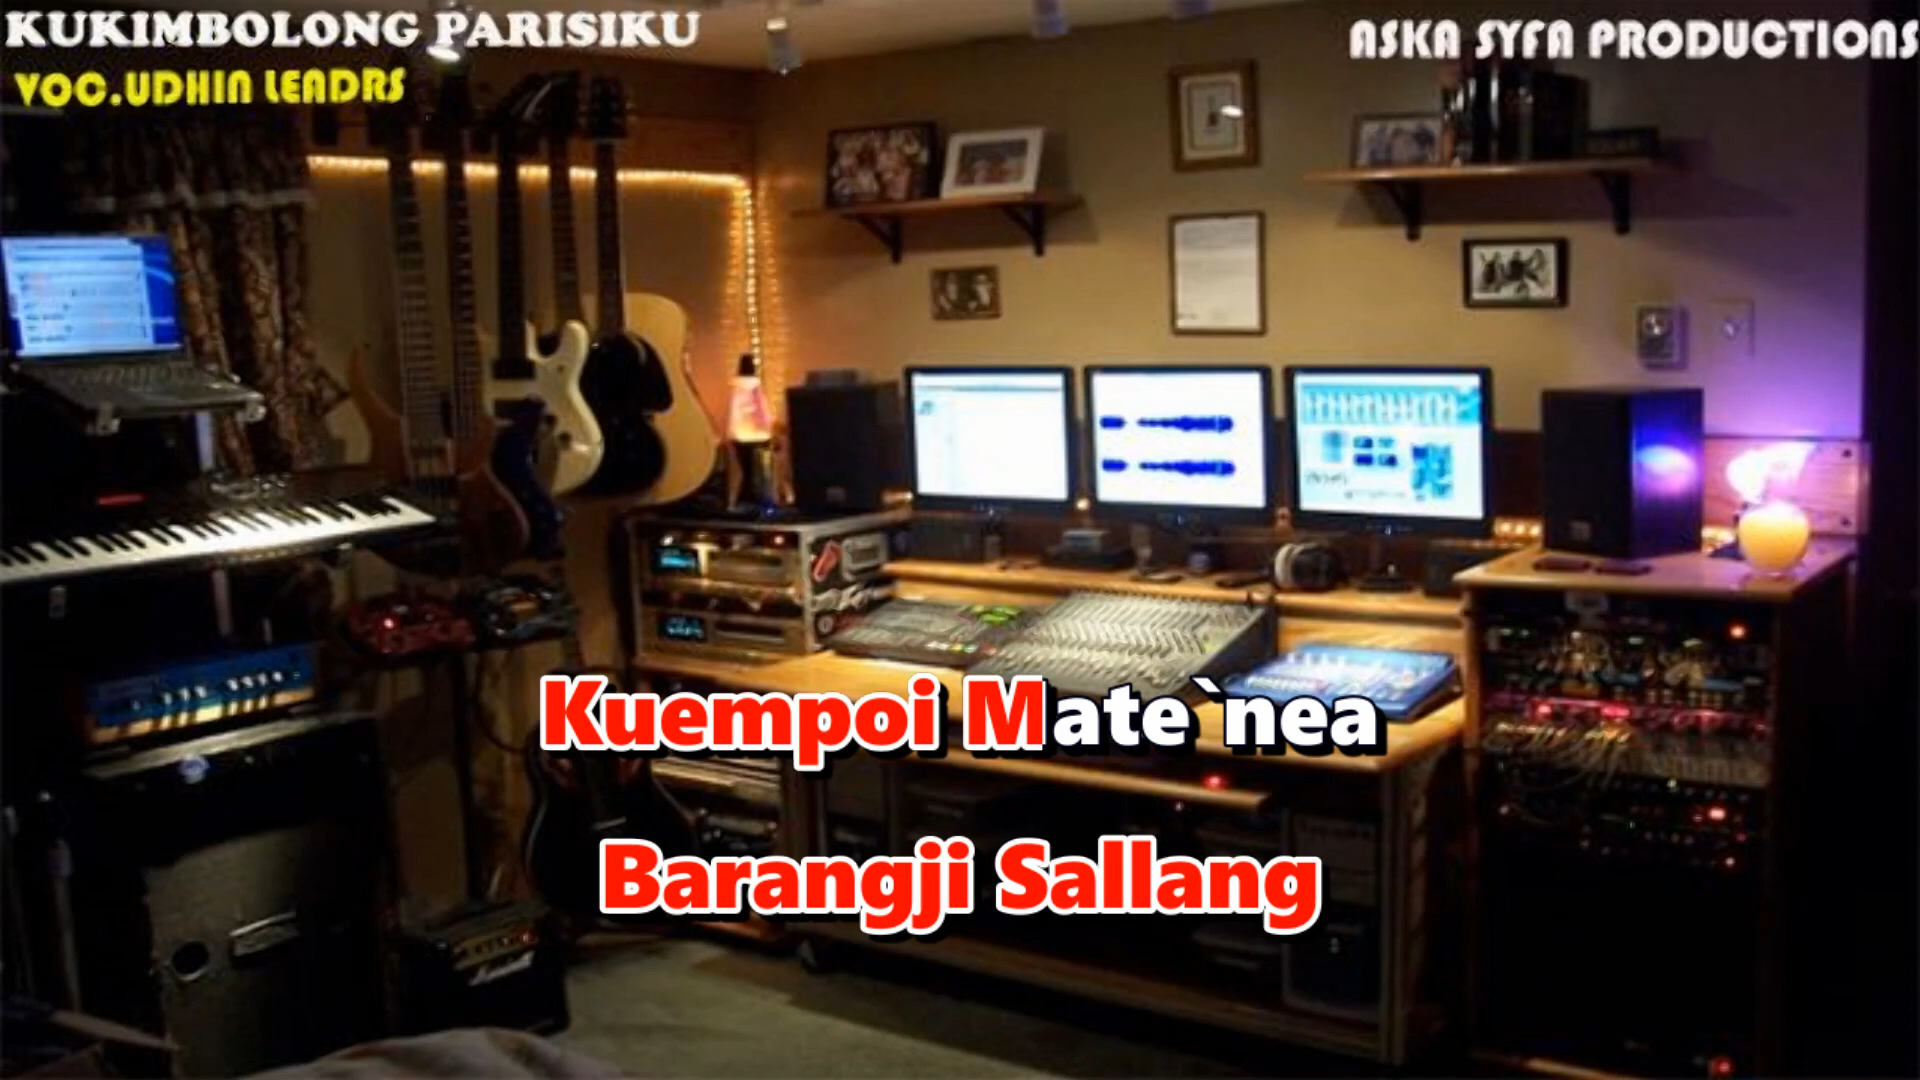 KUKIMBOLONG PARISIKU
ASKA SYFA PRODUCTIONS
VOC.UDHIN LEADRS
Kuempoi Mate`nea
Barangji Sallang